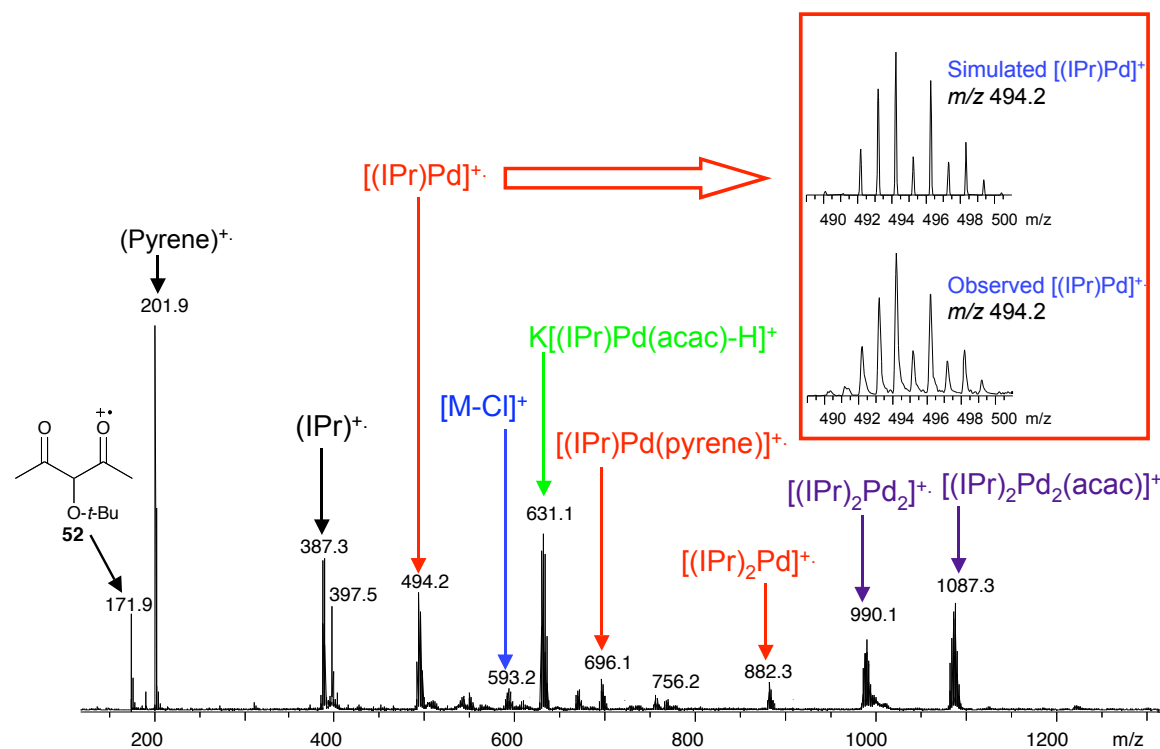 Simulated [(IPr)Pd]⁺
m/z 494.2
490 492 494 496 498 500 m/z
Observed [(IPr)Pd]⁺·
m/z 494.2
490 492 494 496 498 500 m/z
[(IPr)Pd]⁺·
(Pyrene)⁺·
201.9
K[(IPr)Pd(acac)-H]⁺
[M-Cl]⁺
(IPr)⁺·
[(IPr)Pd(pyrene)]⁺·
[(IPr)₂Pd₂]⁺· [(IPr)₂Pd₂(acac)]⁺
[(IPr)₂Pd]⁺·
O +• O
O-t-Bu
52
171.9
387.3
397.5
494.2
593.2
631.1
696.1
756.2
882.3
990.1
1087.3
200 400 600 800 1000 1200 m/z